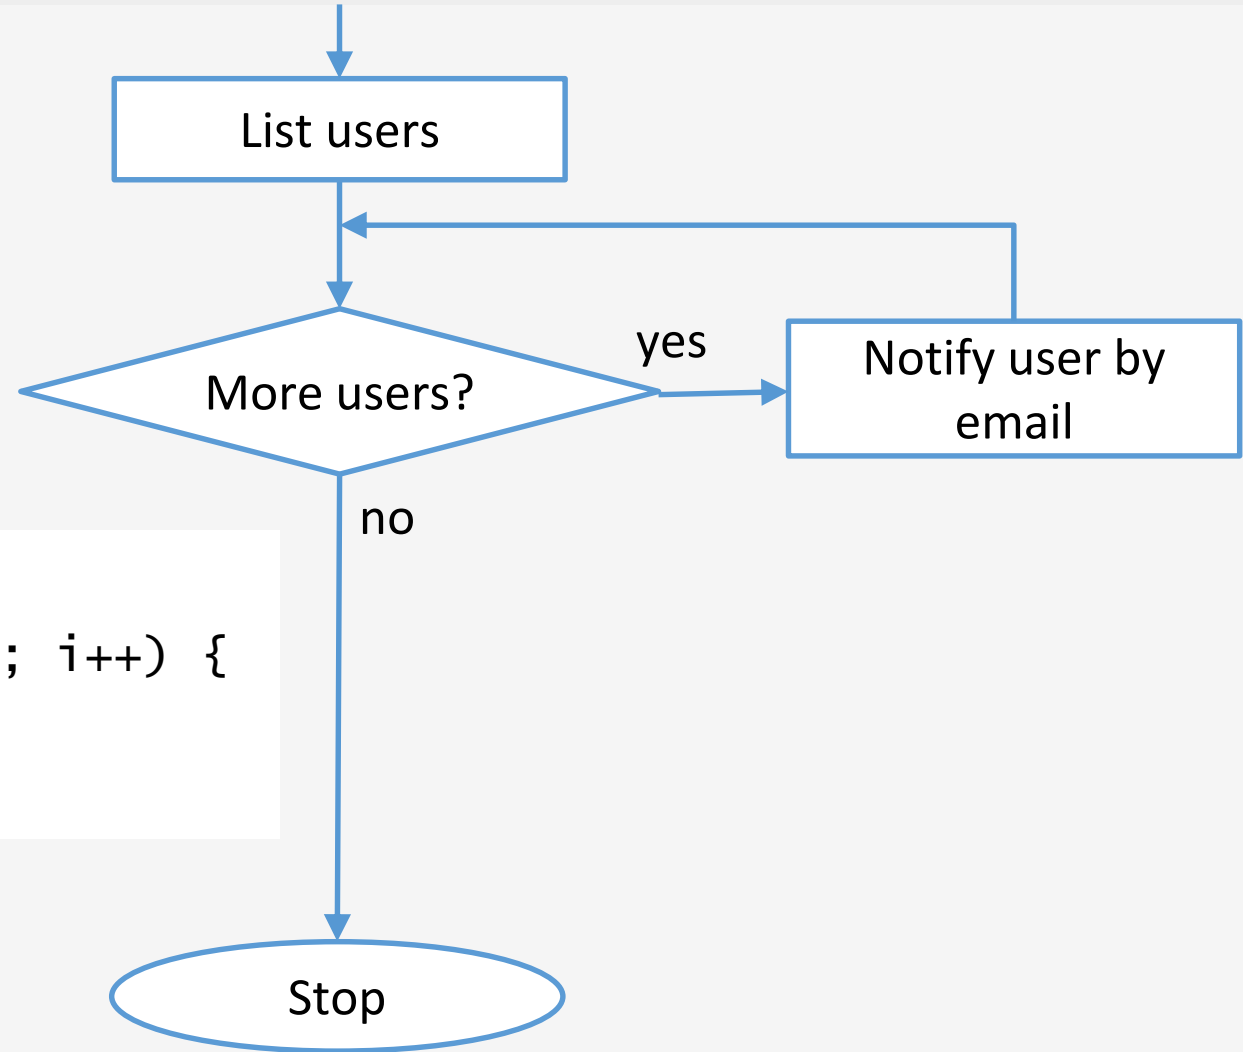 List users
yes
Notify user by
email
More users?
no
; i++) {
Stop